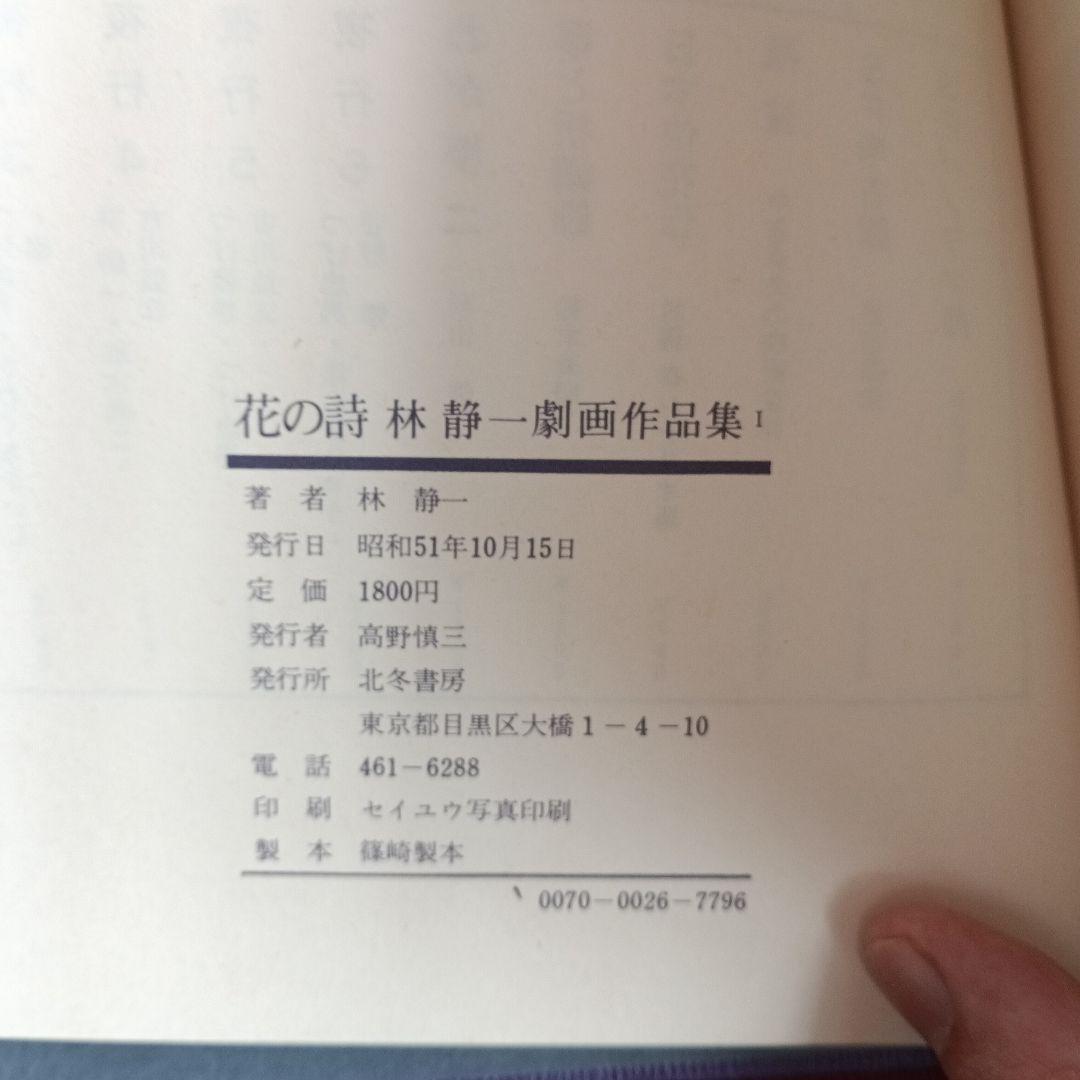 花の詩 林 静一劇画作品集 I
著 者 林 静一
発行日 昭和51年10月15日
定 価 1800円
発行者 高野慎三
発行所 北冬書房
東京都目黒区大橋1-4-10
電 話 461-6288
印 刷 セイユウ写真印刷
製 本 篠崎製本
0070-0026-7796